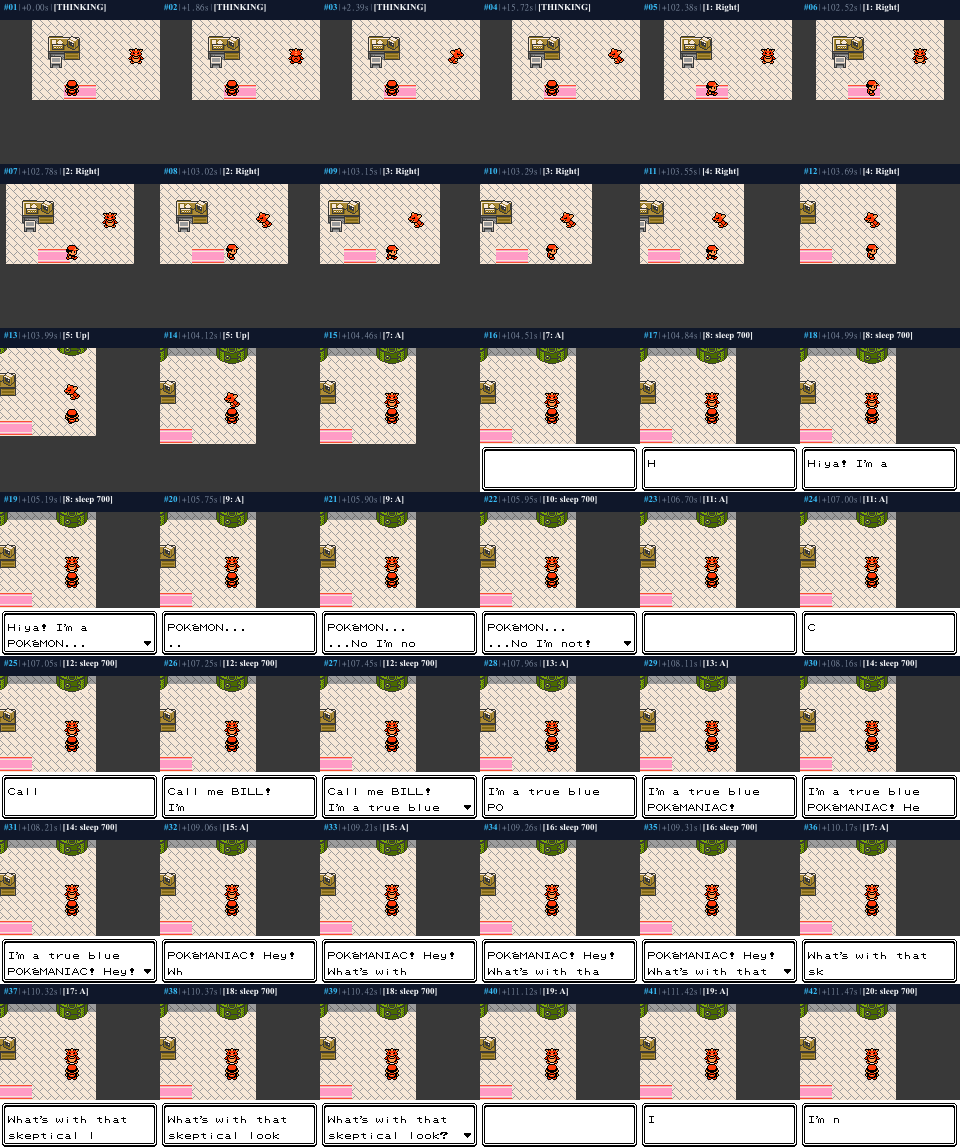 #01 | +0.00s | [THINKING]
#02 | +1.86s | [THINKING]
#03 | +2.39s | [THINKING]
#04 | +15.72s | [THINKING]
#05 | +102.38s | [1: Right]
#06 | +102.52s | [1: Right]
#07 | +102.78s | [2: Right]
#08 | +103.02s | [2: Right]
#09 | +103.15s | [3: Right]
#10 | +103.29s | [3: Right]
#11 | +103.55s | [4: Right]
#12 | +103.69s | [4: Right]
#13 | +103.99s | [5: Up]
#14 | +104.12s | [5: Up]
#15 | +104.46s | [7: A]
#16 | +104.51s | [7: A]
#17 | +104.84s | [8: sleep 700]
H
#18 | +104.99s | [8: sleep 700]
Hiya! I'm a
#19 | +105.19s | [8: sleep 700]
Hiya! I'm a
POKéMON...
#20 | +105.75s | [9: A]
POKéMON...
..
#21 | +105.90s | [9: A]
POKéMON...
...No I'm no
#22 | +105.95s | [10: sleep 700]
POKéMON...
...No I'm not!
#23 | +106.70s | [11: A]
#24 | +107.00s | [11: A]
C
#25 | +107.05s | [12: sleep 700]
Call
#26 | +107.25s | [12: sleep 700]
Call me BILL!
I'm
#27 | +107.45s | [12: sleep 700]
Call me BILL!
I'm a true blue
#28 | +107.96s | [13: A]
I'm a true blue
PO
#29 | +108.11s | [13: A]
I'm a true blue
POKéMANIAC!
#30 | +108.16s | [14: sleep 700]
I'm a true blue
POKéMANIAC! He
#31 | +108.21s | [14: sleep 700]
I'm a true blue
POKéMANIAC! Hey!
#32 | +109.06s | [15: A]
POKéMANIAC! Hey!
Wh
#33 | +109.21s | [15: A]
POKéMANIAC! Hey!
What's with
#34 | +109.26s | [16: sleep 700]
POKéMANIAC! Hey!
What's with tha
#35 | +109.31s | [16: sleep 700]
POKéMANIAC! Hey!
What's with that
#36 | +110.17s | [17: A]
What's with that
sk
#37 | +110.32s | [17: A]
What's with that
skeptical l
#38 | +110.37s | [18: sleep 700]
What's with that
skeptical look
#39 | +110.42s | [18: sleep 700]
What's with that
skeptical look?
#40 | +111.12s | [19: A]
#41 | +111.42s | [19: A]
I
#42 | +111.47s | [20: sleep 700]
I'm n